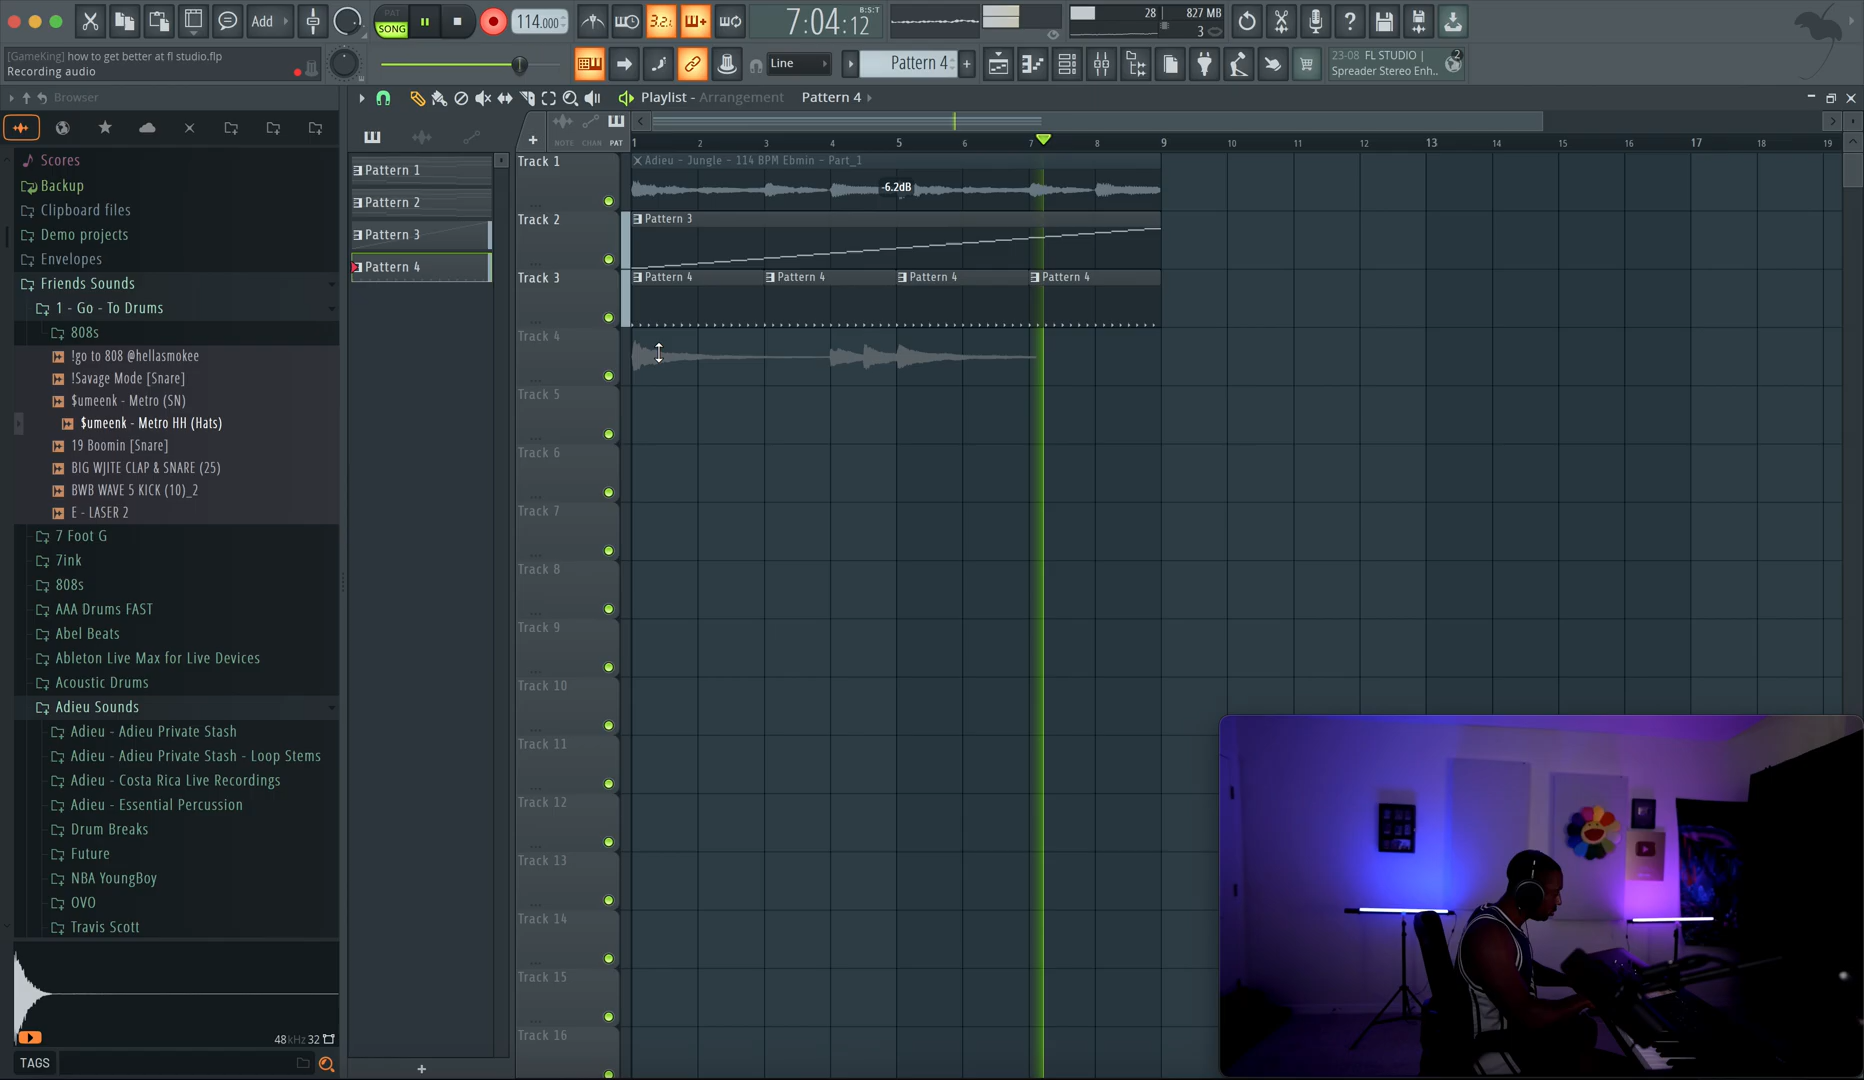 PAT
SONG
Add
114.000
3.2.:
7:04:12
B:S:T
28
827 MB
3
[GameKing] how to get better at fl studio.flp
Recording audio
Line
Pattern 4
23-08 FL STUDIO |
Spreader Stereo Enh..
2
Browser
Playlist - Arrangement
Pattern 4
NOTE
CHAN
PAT
1
2
3
4
5
6
7
8
9
10
11
12
13
14
15
16
17
18
19
Scores
Backup
Clipboard files
Demo projects
Envelopes
Friends Sounds
1 - Go - To Drums
808s
!go to 808 @hellasmokee
!Savage Mode [Snare]
$umeenk - Metro (SN)
$umeenk - Metro HH (Hats)
19 Boomin [Snare]
BIG WJITE CLAP & SNARE (25)
BWB WAVE 5 KICK (10)_2
E - LASER 2
7 Foot G
7ink
808s
AAA Drums FAST
Abel Beats
Ableton Live Max for Live Devices
Acoustic Drums
Adieu Sounds
Adieu - Adieu Private Stash
Adieu - Adieu Private Stash - Loop Stems
Adieu - Costa Rica Live Recordings
Adieu - Essential Percussion
Drum Breaks
Future
NBA YoungBoy
OVO
Travis Scott
48kHz 32
TAGS
Pattern 1
Pattern 2
Pattern 3
Pattern 4
Track 1
Adieu - Jungle - 114 BPM Ebmin - Part_1
-6.2dB
Track 2
Pattern 3
Track 3
Pattern 4
Pattern 4
Pattern 4
Pattern 4
Track 4
Track 5
Track 6
Track 7
Track 8
Track 9
Track 10
Track 11
Track 12
Track 13
Track 14
Track 15
Track 16